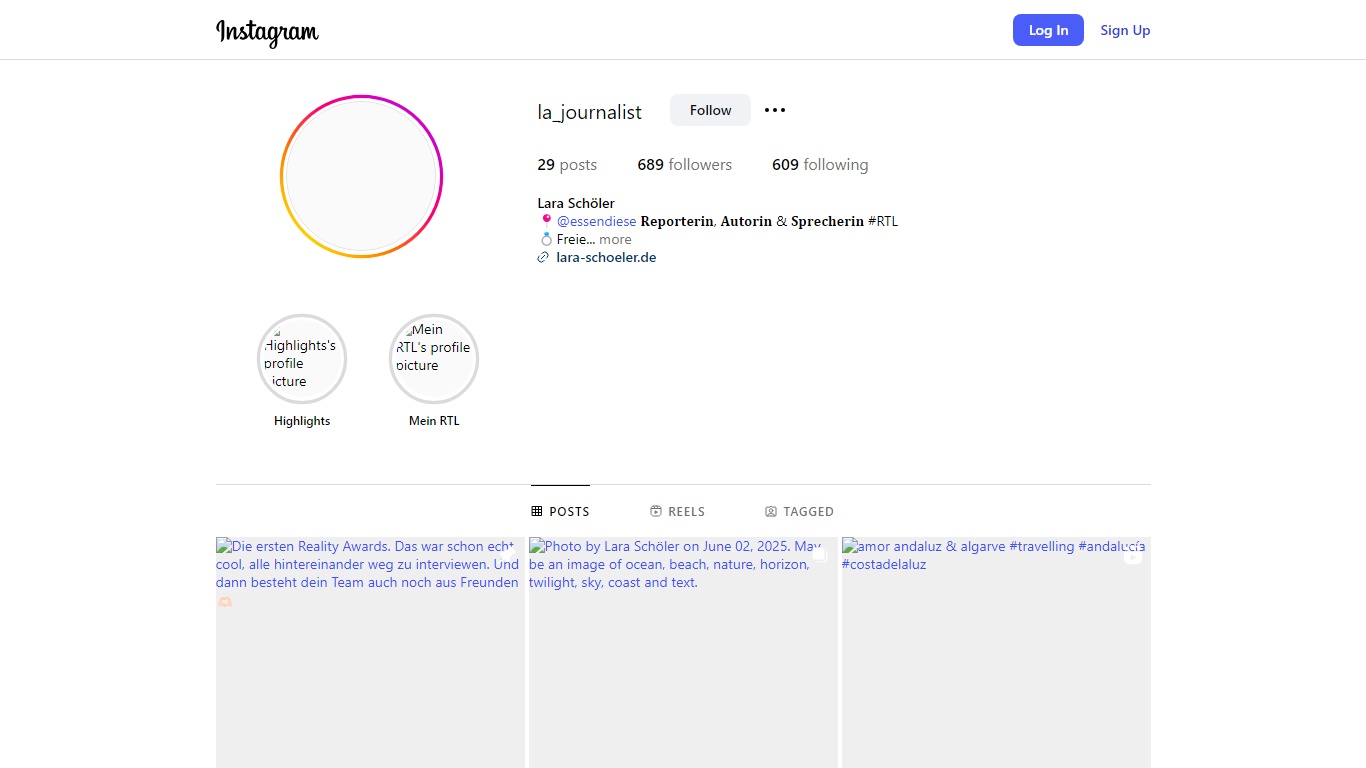 Instagram
Log In
Sign Up
la_journalist
Follow
29 posts
689 followers
609 following
Lara Schöler
📍 @essendiese 𝐑𝐞𝐩𝐨𝐫𝐭𝐞𝐫𝐢𝐧, 𝐀𝐮𝐭𝐨𝐫𝐢𝐧 & 𝐒𝐩𝐫𝐞𝐜𝐡𝐞𝐫𝐢𝐧 #RTL
💍 Freie... more
lara-schoeler.de
Highlights's
profile
picture
Mein
RTL's profile
picture
Highlights
Mein RTL
POSTS
REELS
TAGGED
Die ersten Reality Awards. Das war schon echt
cool, alle hintereinander weg zu interviewen. Und
dann besteht dein Team auch noch aus Freunden
🫶🏻
Photo by Lara Schöler on June 02, 2025. May
be an image of ocean, beach, nature, horizon,
twilight, sky, coast and text.
amor andaluz & algarve #travelling #andalucía
#costadelaluz